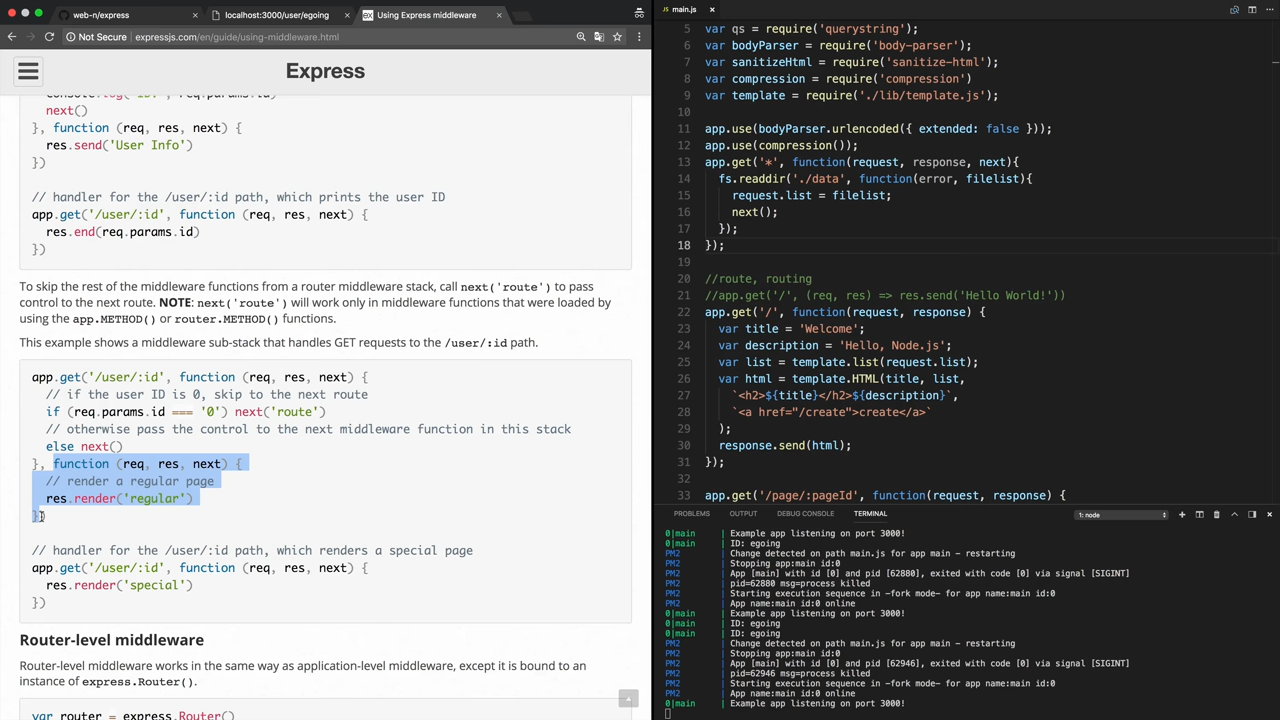 web-n/express
localhost:3000/user/egoing
Using Express middleware
Not Secure
expressjs.com/en/guide/using-middleware.html
Express
next()
}, function (req, res, next) {
res.send('User Info')
})
// handler for the /user/:id path, which prints the user ID
app.get('/user/:id', function (req, res, next) {
res.end(req.params.id)
})
To skip the rest of the middleware functions from a router middleware stack, call next('route') to pass
control to the next route. NOTE: next('route') will work only in middleware functions that were loaded by
using the app.METHOD() or router.METHOD() functions.
This example shows a middleware sub-stack that handles GET requests to the /user/:id path.
app.get('/user/:id', function (req, res, next) {
// if the user ID is 0, skip to the next route
if (req.params.id === '0') next('route')
// otherwise pass the control to the next middleware function in this stack
else next()
}, function (req, res, next) {
// render a regular page
res.render('regular')
})
// handler for the /user/:id path, which renders a special page
app.get('/user/:id', function (req, res, next) {
res.render('special')
})
Router-level middleware
Router-level middleware works in the same way as application-level middleware, except it is bound to an
instance of express.Router().
var router = express.Router()
main.js
5 var qs = require('querystring');
6 var bodyParser = require('body-parser');
7 var sanitizeHtml = require('sanitize-html');
8 var compression = require('compression')
9 var template = require('./lib/template.js');
10
11 app.use(bodyParser.urlencoded({ extended: false }));
12 app.use(compression());
13 app.get('*', function(request, response, next){
14 fs.readdir('./data', function(error, filelist){
15 request.list = filelist;
16 next();
17 });
18 });
19
20 //route, routing
21 //app.get('/', (req, res) => res.send('Hello World!'))
22 app.get('/', function(request, response) {
23 var title = 'Welcome';
24 var description = 'Hello, Node.js';
25 var list = template.list(request.list);
26 var html = template.HTML(title, list,
27 `<h2>${title}</h2>${description}`,
28 `<a href="/create">create</a>`
29 );
30 response.send(html);
31 });
32
33 app.get('/page/:pageId', function(request, response) {
PROBLEMS OUTPUT DEBUG CONSOLE TERMINAL 1: node
0|main | Example app listening on port 3000!
0|main | ID: egoing
PM2 | Change detected on path main.js for app main - restarting
PM2 | Stopping app:main id:0
PM2 | App [main] with id [0] and pid [62880], exited with code [0] via signal [SIGINT]
PM2 | pid=62880 msg=process killed
PM2 | Starting execution sequence in -fork mode- for app name:main id:0
PM2 | App name:main id:0 online
0|main | Example app listening on port 3000!
0|main | ID: egoing
0|main | ID: egoing
PM2 | Change detected on path main.js for app main - restarting
PM2 | Stopping app:main id:0
PM2 | App [main] with id [0] and pid [62946], exited with code [0] via signal [SIGINT]
PM2 | pid=62946 msg=process killed
PM2 | Starting execution sequence in -fork mode- for app name:main id:0
PM2 | App name:main id:0 online
0|main | Example app listening on port 3000!